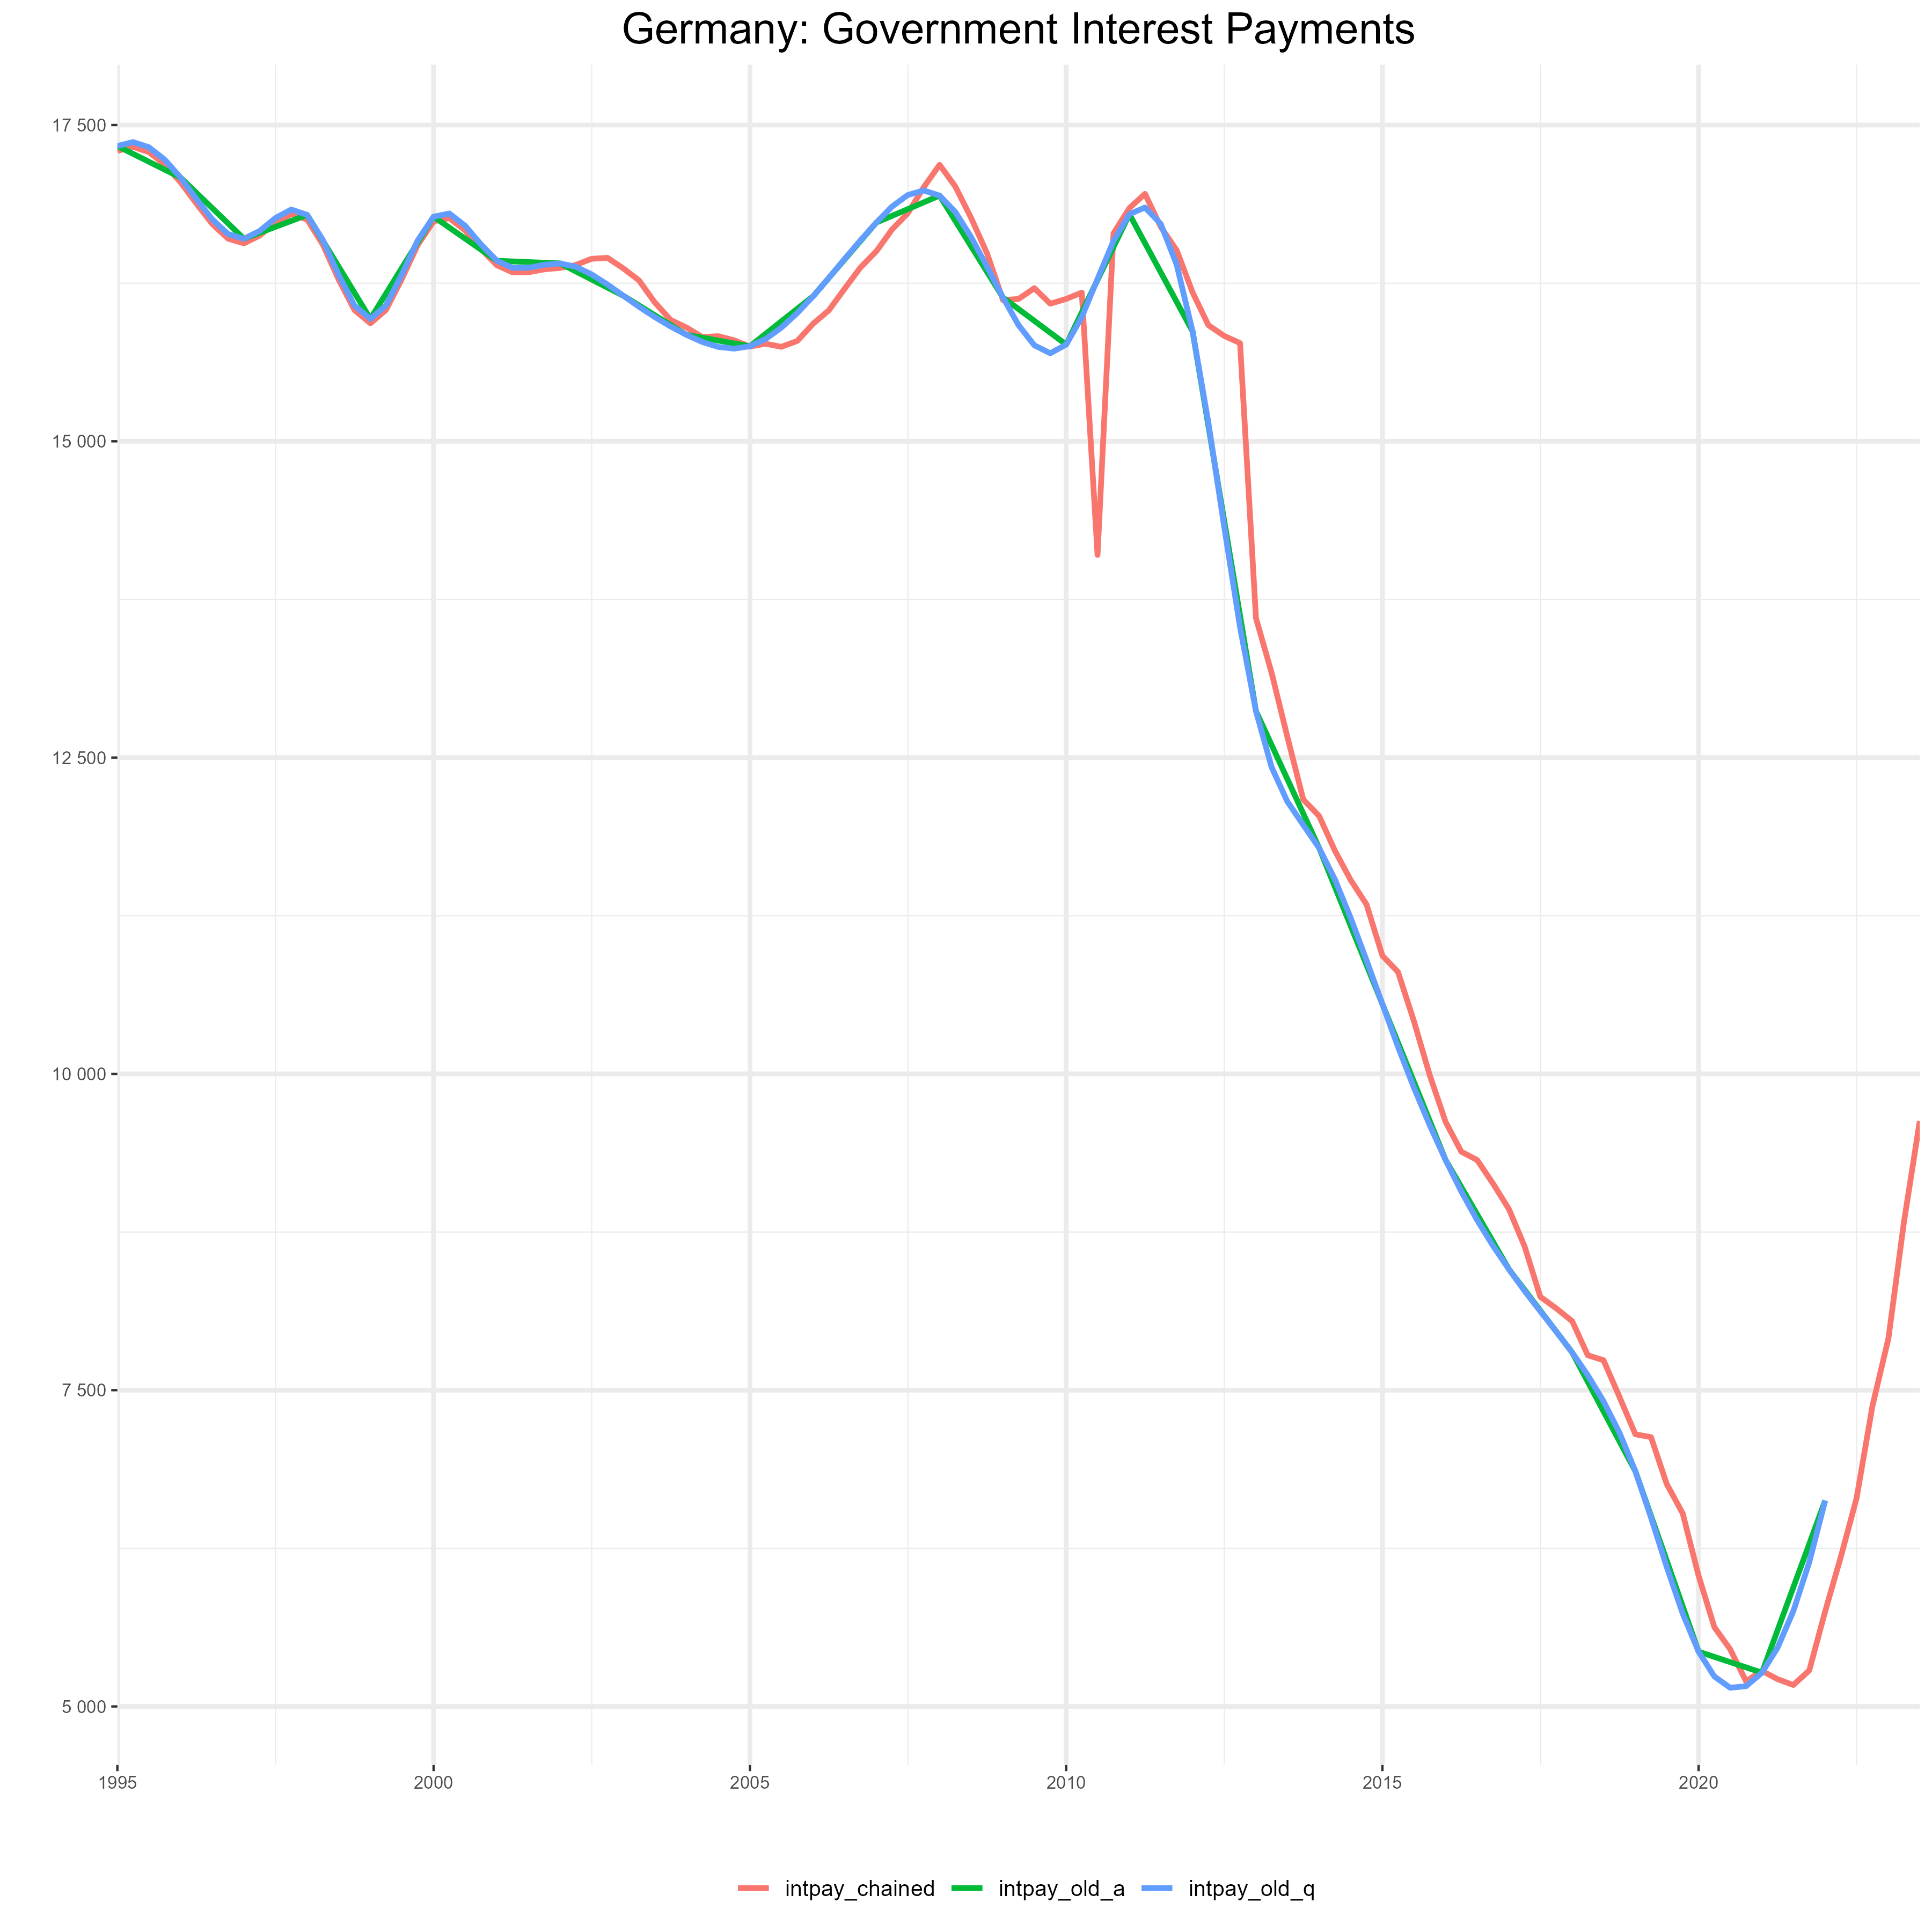 Germany: Government Interest Payments
17 500
15 000
12 500
10 000
7 500
5 000
1995 2000 2005 2010 2015 2020
intpay_chained intpay_old_a intpay_old_q